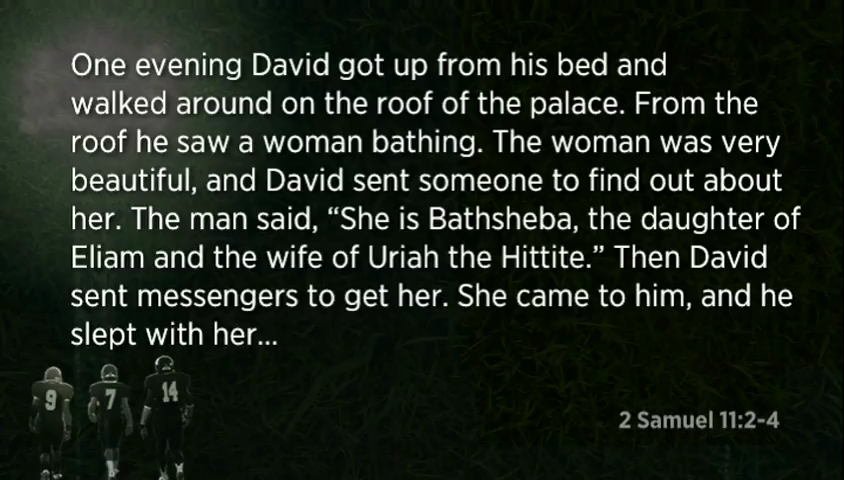 One evening David got up from his bed and
walked around on the roof of the palace. From the
roof he saw a woman bathing. The woman was very
beautiful, and David sent someone to find out about
her. The man said, “She is Bathsheba, the daughter of
Eliam and the wife of Uriah the Hittite.” Then David
sent messengers to get her. She came to him, and he
slept with her...
9 7 14
2 Samuel 11:2-4